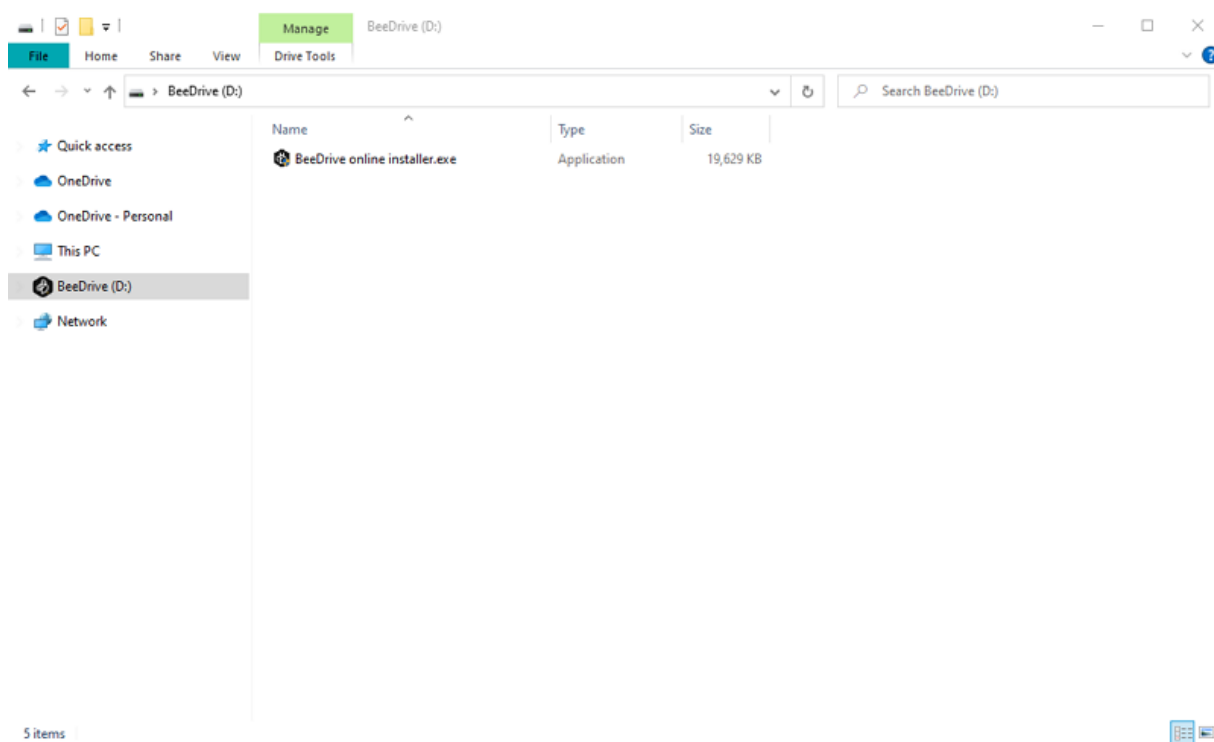 Manage BeeDrive (D:)
File Home Share View Drive Tools
BeeDrive (D:) Search BeeDrive (D:)
Name Type Size
Quick access
BeeDrive online installer.exe Application 19,629 KB
OneDrive
OneDrive - Personal
This PC
BeeDrive (D:)
Network
5 items